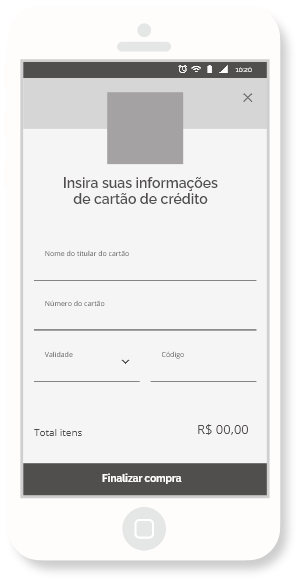 10:20
Insira suas informações
de cartão de crédito
Nome do titular do cartão
Número do cartão
Validade Código
Total itens R$ 00,00
Finalizar compra